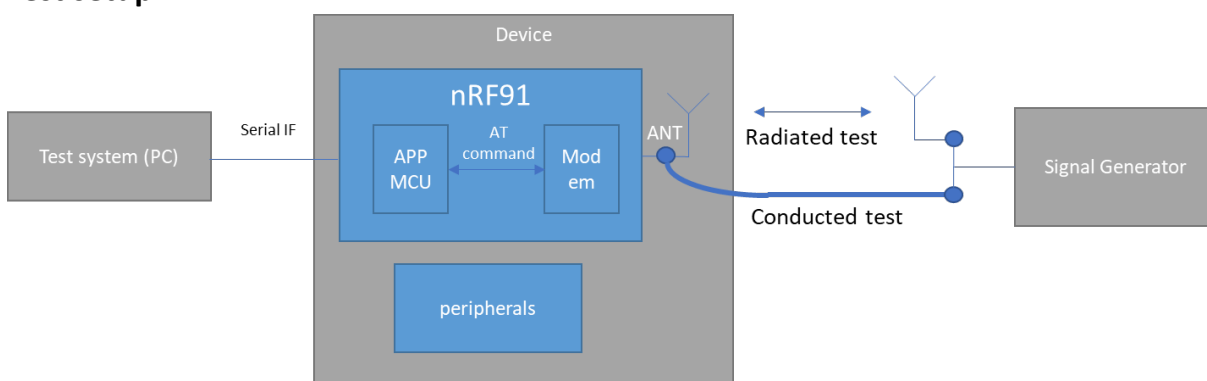 Device
nRF91
Test system (PC)
Serial IF
APP
MCU
AT
command
Mod
em
ANT
Radiated test
Conducted test
Signal Generator
peripherals